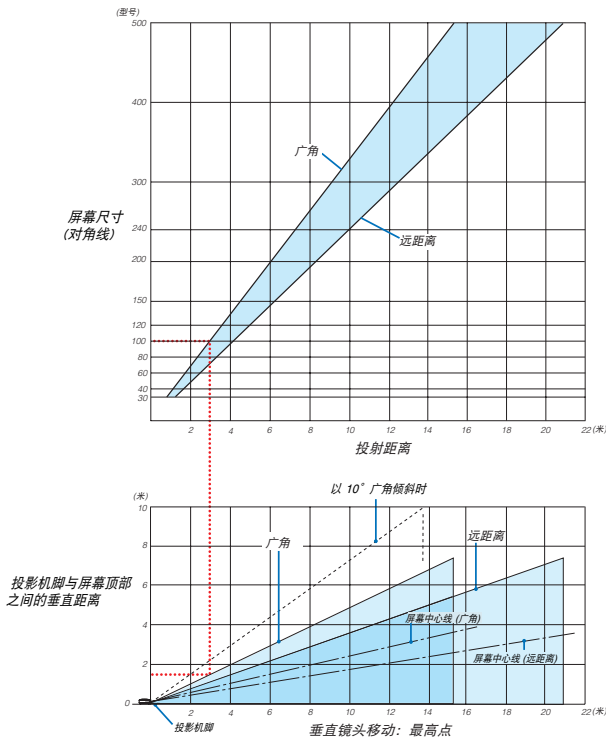 (型号)
500
400
300
240
200
150
120
100
80
60
40
30
屏幕尺寸
(对角线)
广角
远距离
2 4 6 8 10 12 14 16 18 20 22 (米)
投射距离
(米)
10
8
6
4
2
0
投影机脚与屏幕顶部
之间的垂直距离
以 10° 广角倾斜时
广角
远距离
屏幕中心线 (广角)
屏幕中心线 (远距离)
投影机脚
2 4 6 8 10 12 14 16 18 20 22 (米)
垂直镜头移动：最高点